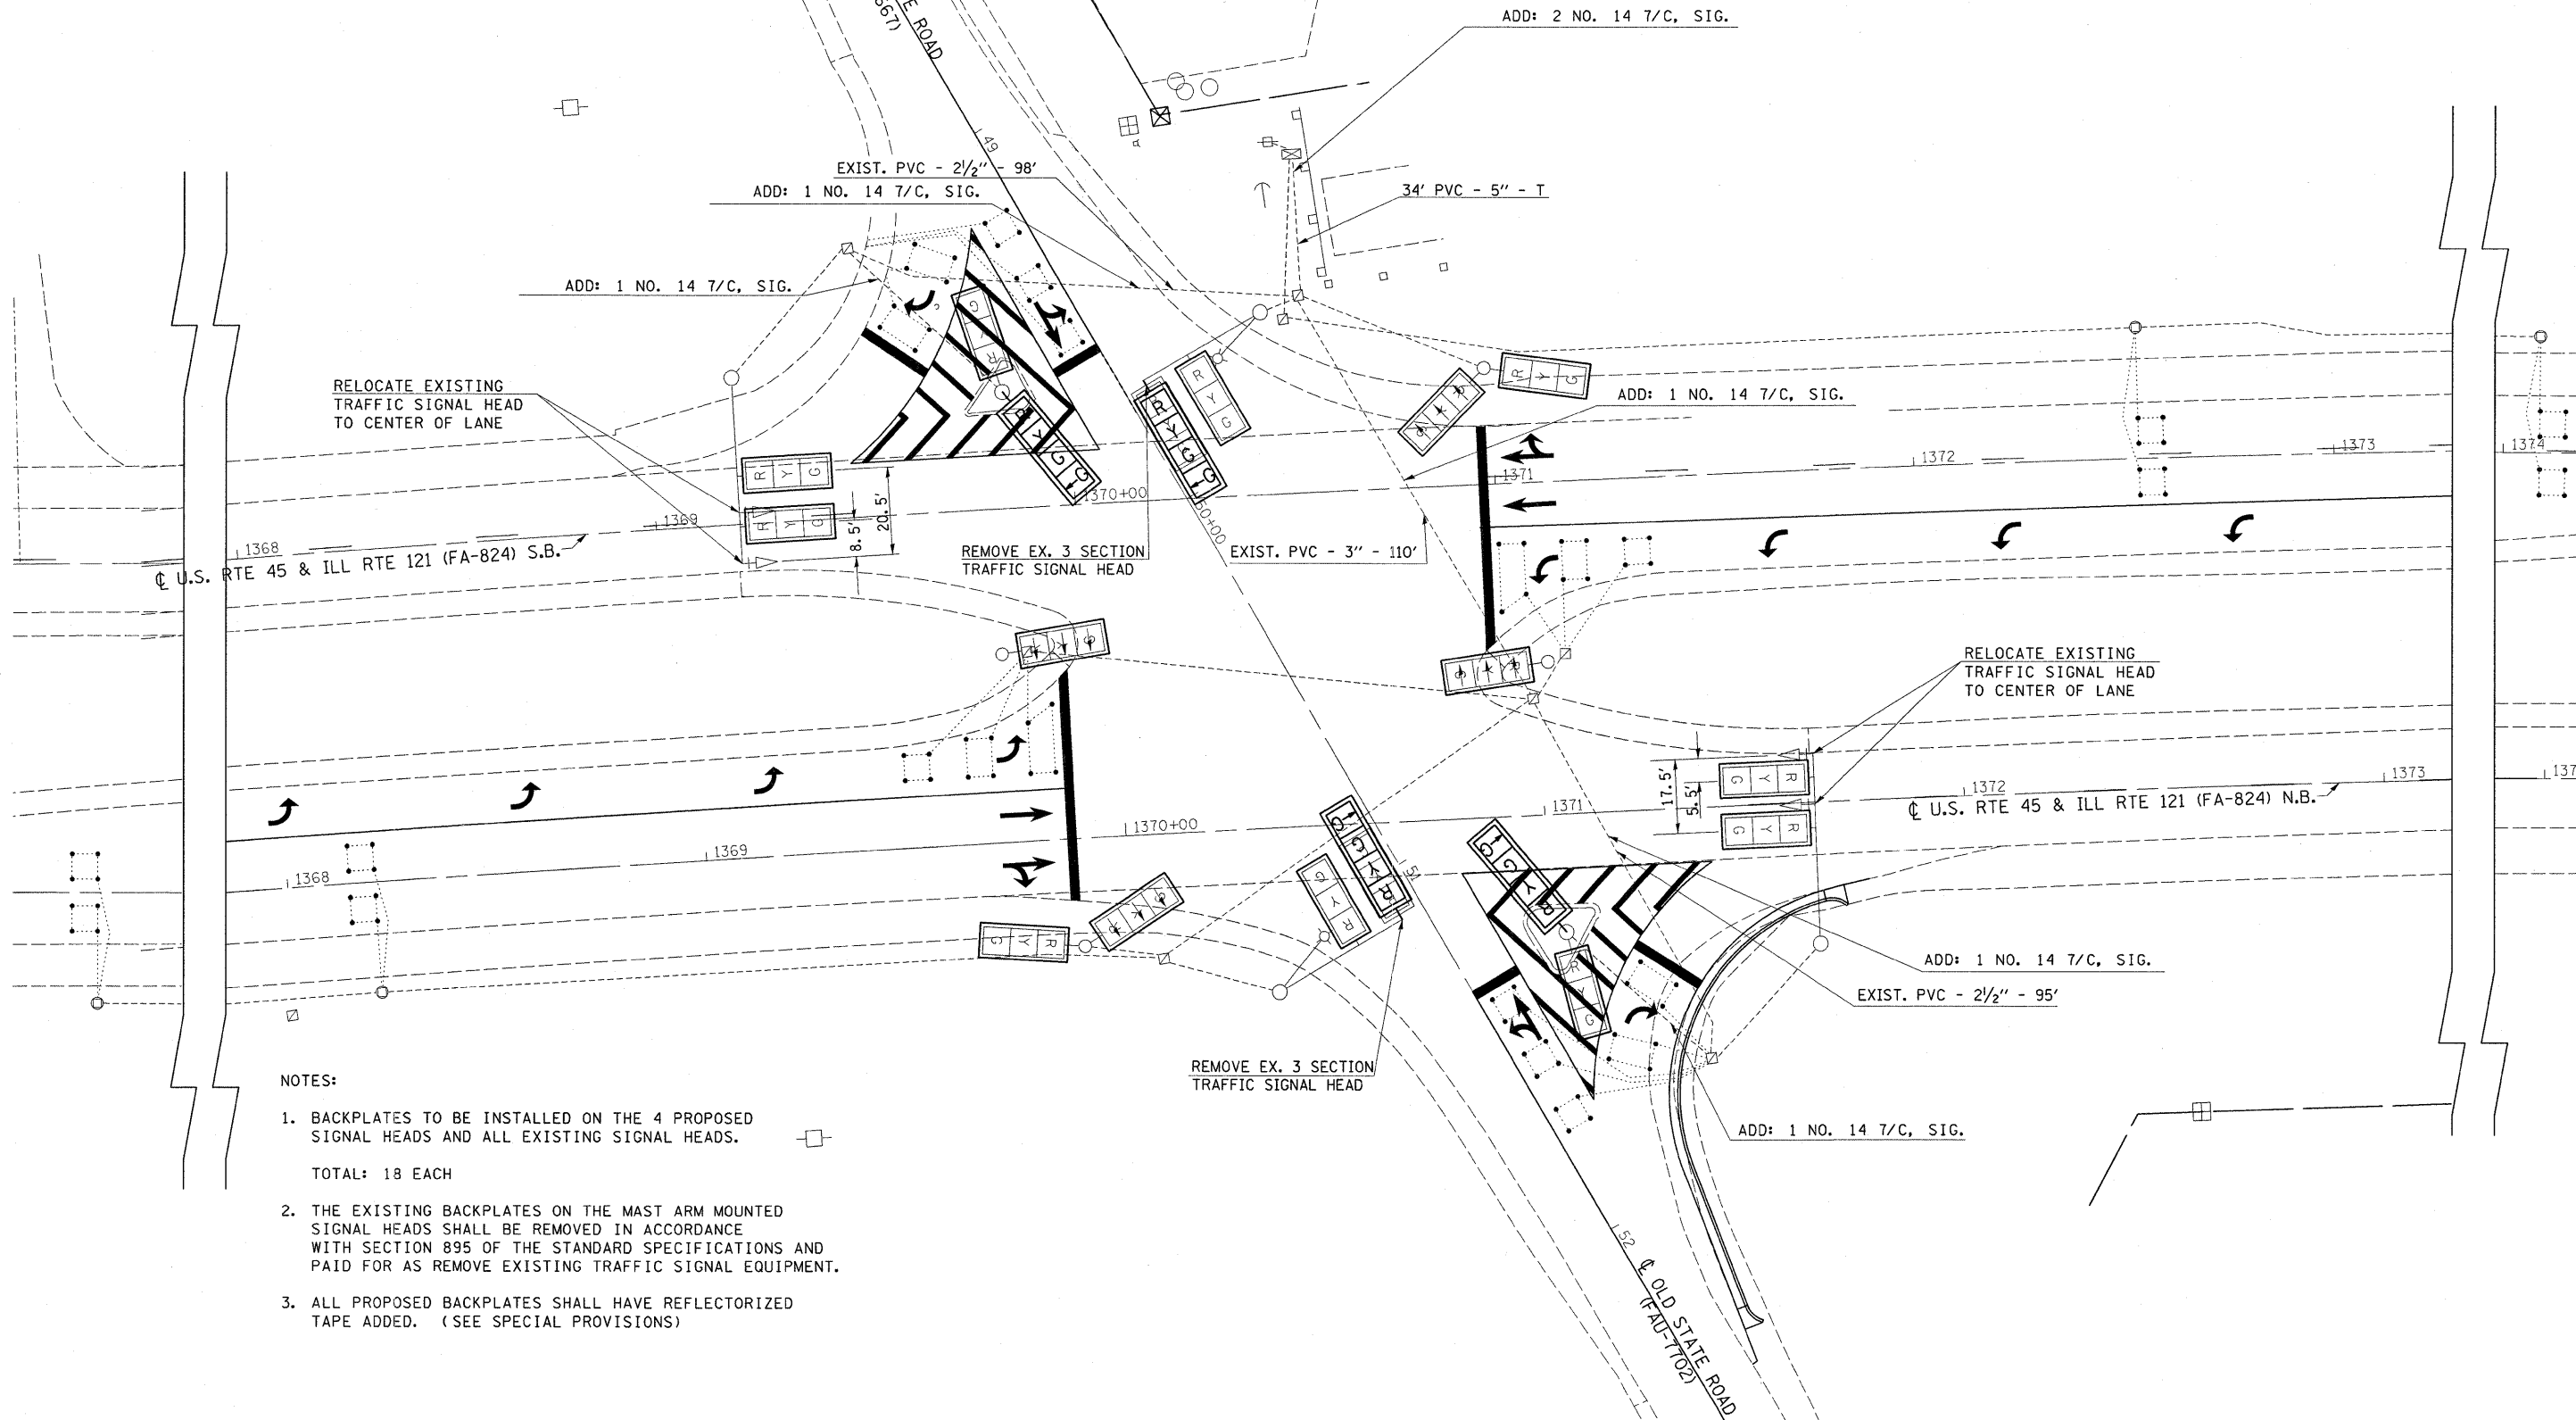 E ROAD
667)
ADD: 2 NO. 14 7/C, SIG.
49
EXIST. PVC - 2½" - 98'
ADD: 1 NO. 14 7/C, SIG.
34' PVC - 5" - T
ADD: 1 NO. 14 7/C, SIG.
RELOCATE EXISTING
TRAFFIC SIGNAL HEAD
TO CENTER OF LANE
ADD: 1 NO. 14 7/C, SIG.
R Y G
R Y G
R Y G
R Y G
R Y G G
R Y G G
R Y G
1368
1369
1370+00
1371
1372
1373
1374
50+00
8.5'
20.5'
REMOVE EX. 3 SECTION
TRAFFIC SIGNAL HEAD
EXIST. PVC - 3" - 110'
℄ U.S. RTE 45 & ILL RTE 121 (FA-824) S.B.
RELOCATE EXISTING
TRAFFIC SIGNAL HEAD
TO CENTER OF LANE
17.5'
5.5'
R Y G
R Y G
1368
1369
1370+00
1371
1372
1373
137
℄ U.S. RTE 45 & ILL RTE 121 (FA-824) N.B.
51
R Y G G
R Y G G
R Y G
R Y G
R Y G
ADD: 1 NO. 14 7/C, SIG.
EXIST. PVC - 2½" - 95'
REMOVE EX. 3 SECTION
TRAFFIC SIGNAL HEAD
ADD: 1 NO. 14 7/C, SIG.
52
℄ OLD STATE ROAD
(FAU-7702)
NOTES:
1. BACKPLATES TO BE INSTALLED ON THE 4 PROPOSED
SIGNAL HEADS AND ALL EXISTING SIGNAL HEADS.
TOTAL: 18 EACH
2. THE EXISTING BACKPLATES ON THE MAST ARM MOUNTED
SIGNAL HEADS SHALL BE REMOVED IN ACCORDANCE
WITH SECTION 895 OF THE STANDARD SPECIFICATIONS AND
PAID FOR AS REMOVE EXISTING TRAFFIC SIGNAL EQUIPMENT.
3. ALL PROPOSED BACKPLATES SHALL HAVE REFLECTORIZED
TAPE ADDED. (SEE SPECIAL PROVISIONS)